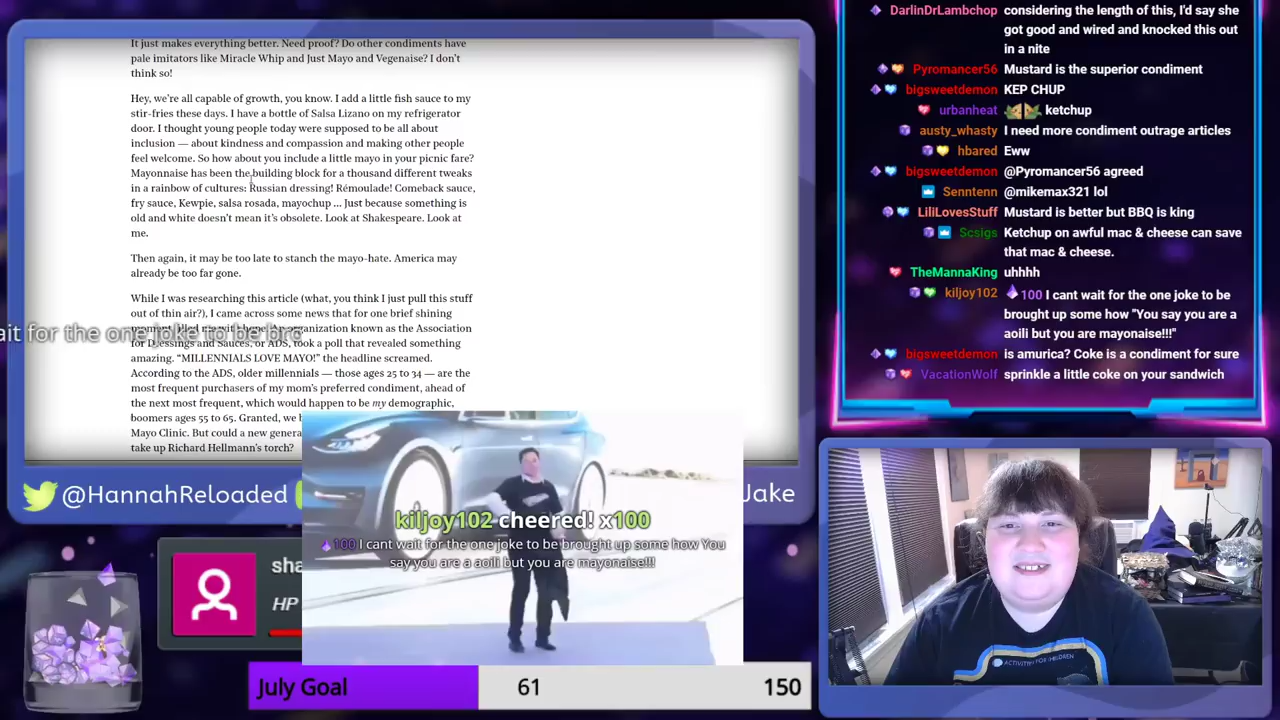 It just makes everything better. Need proof? Do other condiments have
pale imitators like Miracle Whip and Just Mayo and Vegenaise? I don't
think so!
Hey, we're all capable of growth, you know. I add a little fish sauce to my
stir-fries these days. I have a bottle of Salsa Lizano on my refrigerator
door. I thought young people today were supposed to be all about
inclusion — about kindness and compassion and making other people
feel welcome. So how about you include a little mayo in your picnic fare?
Mayonnaise has been the building block for a thousand different tweaks
in a rainbow of cultures: Russian dressing! Rémoulade! Comeback sauce,
fry sauce, Kewpie, salsa rosada, mayochup ... Just because something is
old and white doesn't mean it's obsolete. Look at Shakespeare. Look at
me.
Then again, it may be too late to stanch the mayo-hate. America may
already be too far gone.
While I was researching this article (what, you think I just pull this stuff
out of thin air?), I came across some news that for one brief shining
organization known as the Association
ait for the one joke to be bro
for Dressings and Sauces, or ADS, took a poll that revealed something
amazing. “MILLENNIALS LOVE MAYO!” the headline screamed.
According to the ADS, older millennials — those ages 25 to 34 — are the
most frequent purchasers of my mom's preferred condiment, ahead of
the next most frequent, which would happen to be my demographic,
boomers ages 55 to 65. Granted, we b
Mayo Clinic. But could a new genera
take up Richard Hellmann's torch?
@HannahReloaded
Jake
sha
HP
kiljoy102 cheered! x100
100 I cant wait for the one joke to be brought up some how You
say you are a aoili but you are mayonaise!!!
July Goal 61 150
DarlinDrLambchop considering the length of this, I'd say she
got good and wired and knocked this out
in a nite
Pyromancer56 Mustard is the superior condiment
bigsweetdemon KEP CHUP
urbanheat ketchup
austy_whasty I need more condiment outrage articles
hbared Eww
bigsweetdemon @Pyromancer56 agreed
Senntenn @mikemax321 lol
LiliLovesStuff Mustard is better but BBQ is king
Scsigs Ketchup on awful mac & cheese can save
that mac & cheese.
TheMannaKing uhhhh
kiljoy102 100 I cant wait for the one joke to be
brought up some how "You say you are a
aoili but you are mayonaise!!!"
bigsweetdemon is amurica? Coke is a condiment for sure
VacationWolf sprinkle a little coke on your sandwich
ACTIVITIES FOR CHILDREN